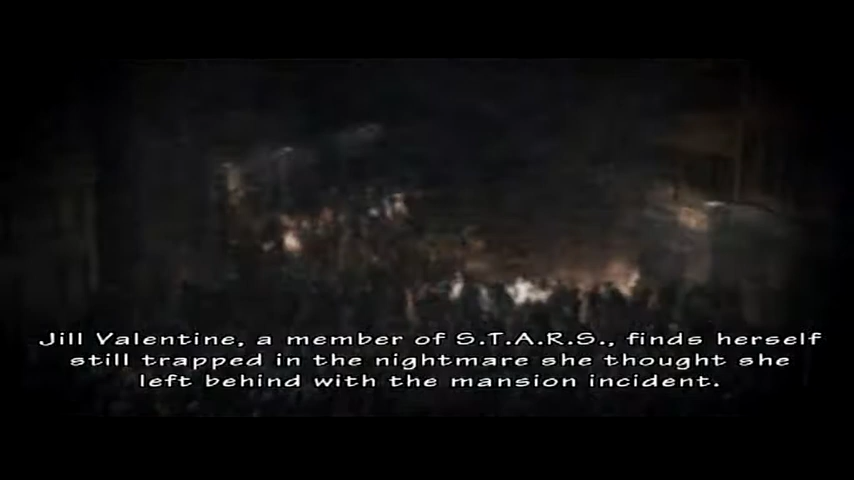 Jill Valentine, a member of S.T.A.R.S., finds herself
still trapped in the nightmare she thought she
left behind with the mansion incident.